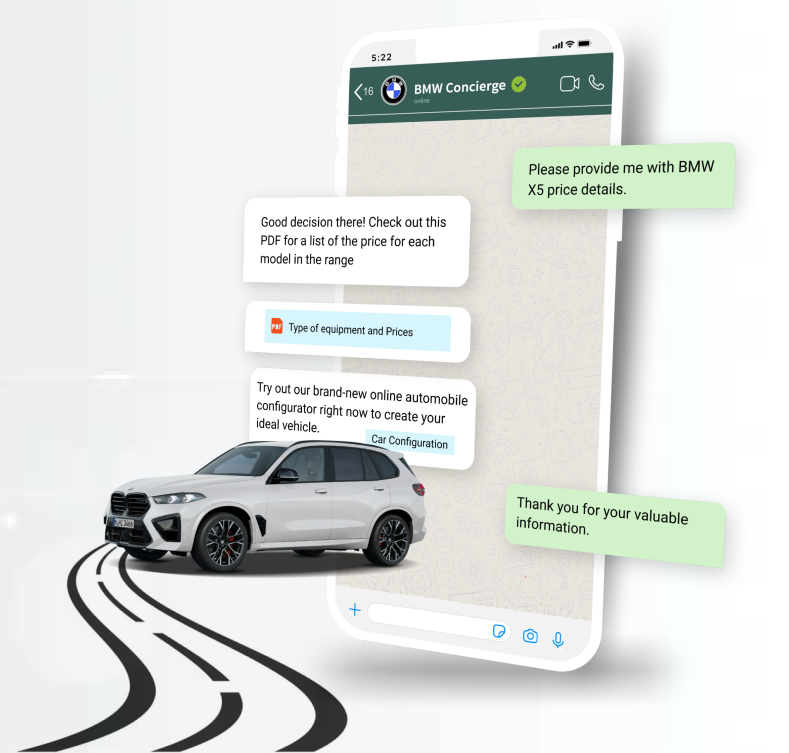 5:22
16
BMW Concierge
online
Please provide me with BMW
X5 price details.
Good decision there! Check out this
PDF for a list of the price for each
model in the range
PDF
Type of equipment and Prices
Try out our brand-new online automobile
configurator right now to create your
ideal vehicle.
Car Configuration
Thank you for your valuable
information.